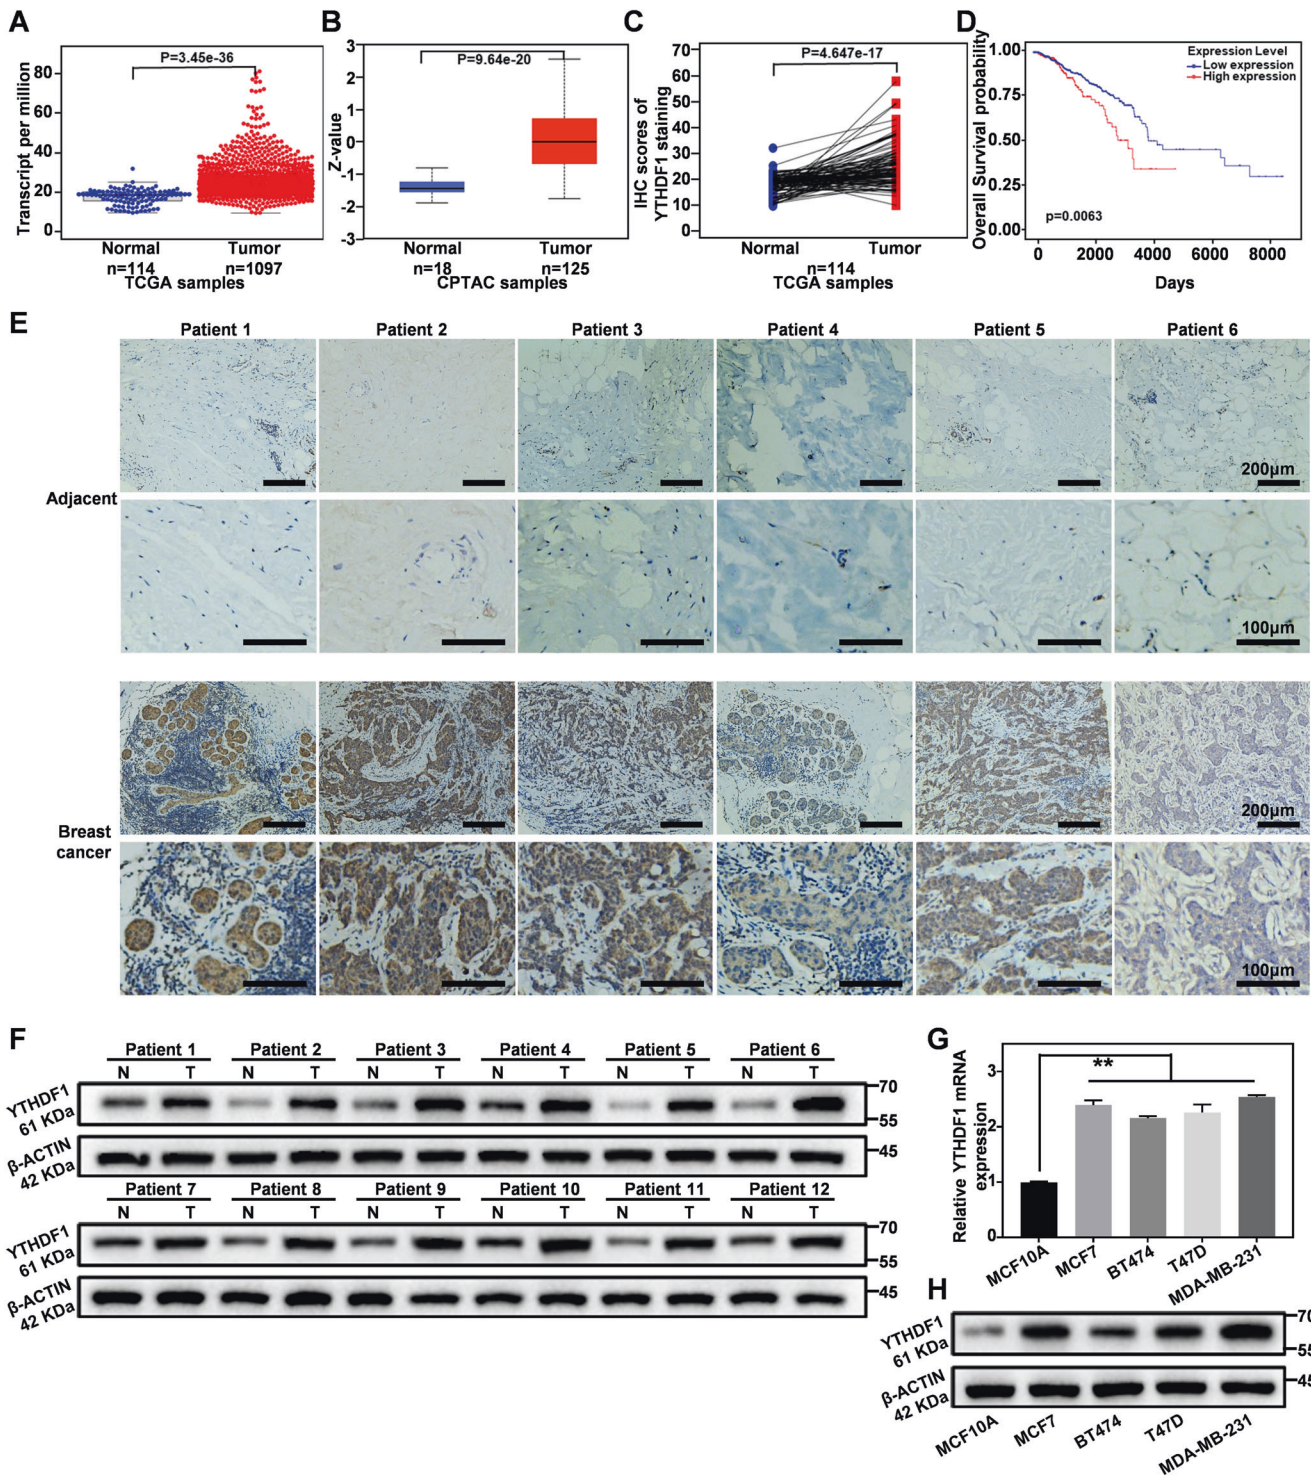 A
P=3.45e-36
Transcript per million
80
60
40
20
0
Normal
Tumor
n=114
n=1097
TCGA samples
B
P=9.64e-20
Z-value
3
2
1
0
-1
-2
-3
Normal
Tumor
n=18
n=125
CPTAC samples
C
P=4.647e-17
IHC scores of
YTHDF1 staining
70
60
50
40
30
20
10
0
Normal
Tumor
n=114
TCGA samples
D
Overall Survival probability
1.00
0.75
0.50
0.25
0.00
Expression Level
Low expression
High expression
p=0.0063
0
2000
4000
6000
8000
Days
E
Patient 1
Patient 2
Patient 3
Patient 4
Patient 5
Patient 6
Adjacent
200μm
100μm
Breast
cancer
200μm
100μm
F
Patient 1
Patient 2
Patient 3
Patient 4
Patient 5
Patient 6
N T N T N T N T N T N T
YTHDF1
61 KDa
70
55
β-ACTIN
42 KDa
45
Patient 7
Patient 8
Patient 9
Patient 10
Patient 11
Patient 12
N T N T N T N T N T N T
YTHDF1
61 KDa
70
55
β-ACTIN
42 KDa
45
G
Relative YTHDF1 mRNA
expression
3
2
1
0
**
MCF10A
MCF7
BT474
T47D
MDA-MB-231
H
YTHDF1
61 KDa
70
55
β-ACTIN
42 KDa
45
MCF10A
MCF7
BT474
T47D
MDA-MB-231